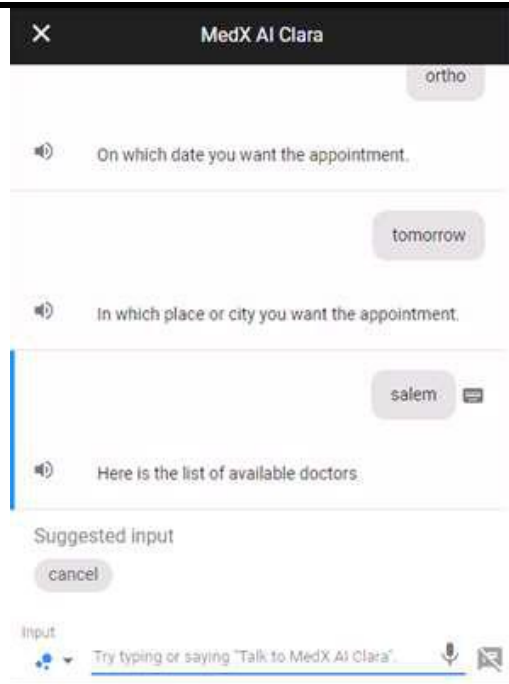 MedX AI Clara
ortho
On which date you want the appointment.
tomorrow
In which place or city you want the appointment.
salem
Here is the list of available doctors
Suggested input
cancel
Input
Try typing or saying "Talk to MedX AI Clara".